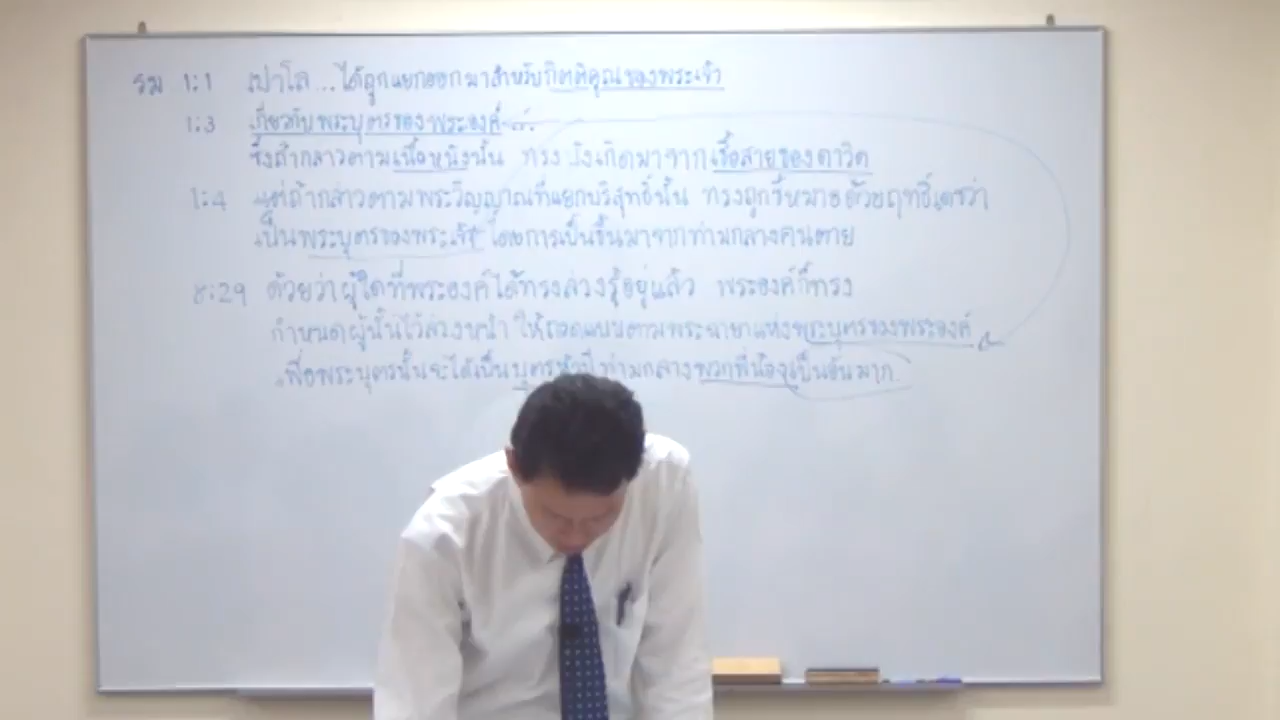 รม 1:1 เปาโล...ได้ถูกแยกออกมาสำหรับกิตติคุณของพระเจ้า
1:3 เกี่ยวกับพระบุตรของพระองค์
ซึ่งถ้ากล่าวตามเนื้อหนังนั้น ทรงบังเกิดมาจากเชื้อสายของดาวิด
1:4 แต่ถ้ากล่าวตามพระวิญญาณที่แยกบริสุทธิ์นั้น ทรงถูกชี้หมายด้วยฤทธิ์เดชว่า
เป็นพระบุตรของพระเจ้า โดยการเป็นขึ้นมาจากท่ามกลางคนตาย
8:29 ด้วยว่าผู้ใดที่พระองค์ได้ทรงล่วงรู้อยู่แล้ว พระองค์ก็ทรง
กำหนดผู้นั้นไว้ล่วงหน้า ให้ถอดแบบตามพระฉายาแห่งพระบุตรของพระองค์
เพื่อพระบุตรนั้นจะได้เป็นบุตรหัวปีท่ามกลางพวกพี่น้องเป็นอันมาก